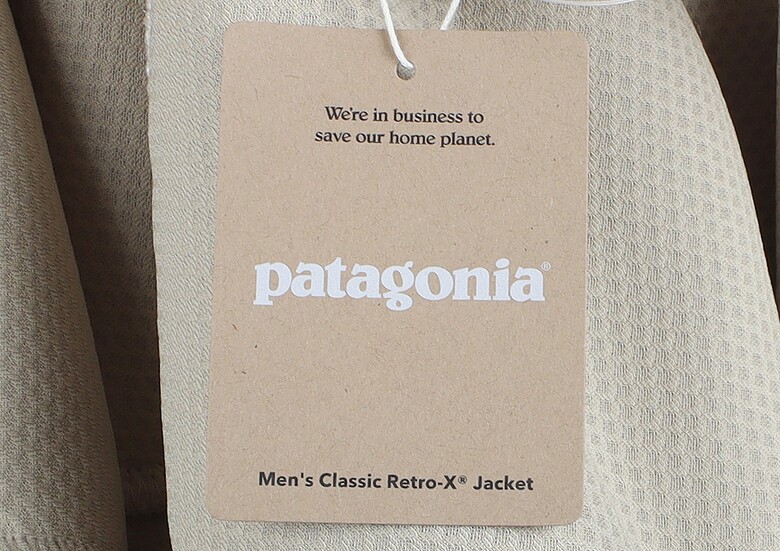 We're in business to
save our home planet.
patagonia®
Men's Classic Retro-X® Jacket